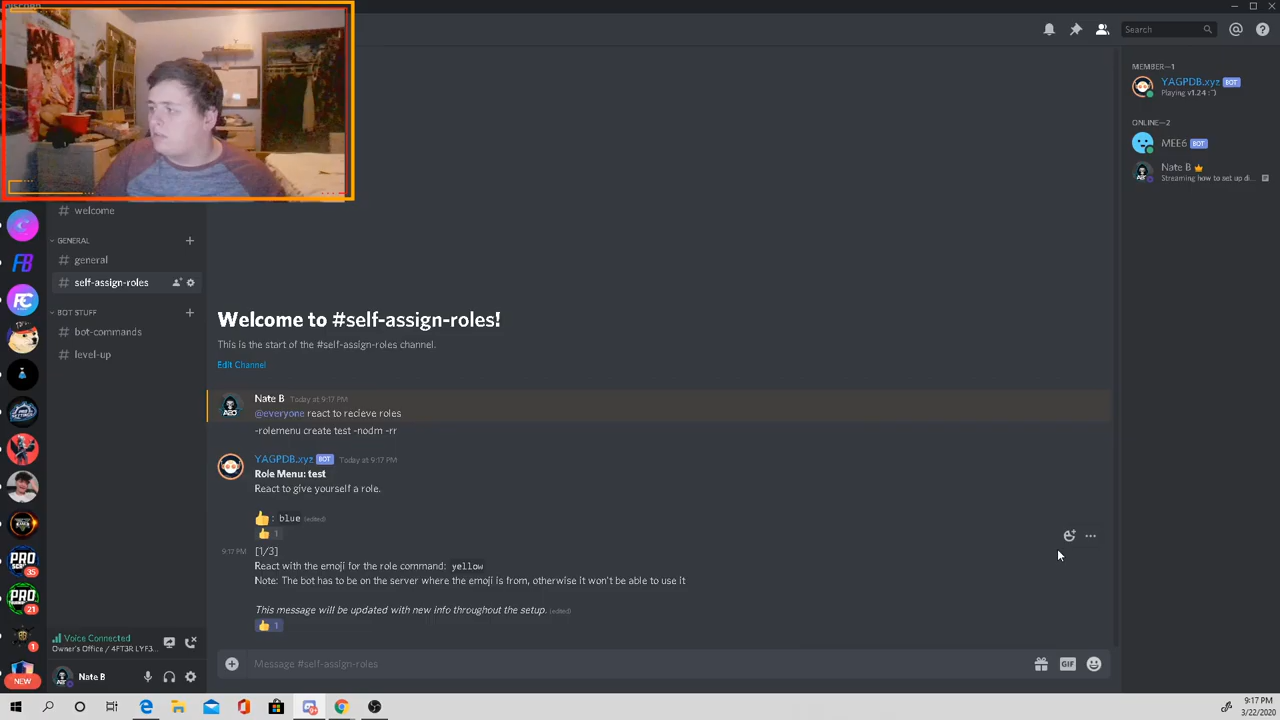 Search
MEMBER—1
YAGPDB.xyz BOT
Playing v1.24 :')
ONLINE—2
MEE6 BOT
Nate B
Streaming how to set up di...
# welcome
GENERAL
# general
# self-assign-roles
BOT STUFF
# bot-commands
# level-up
FB
35
21
1
NEW
Voice Connected
Owner's Office / 4FT3R LYF3...
Nate B
Welcome to #self-assign-roles!
This is the start of the #self-assign-roles channel.
Edit Channel
Nate B Today at 9:17 PM
@everyone react to recieve roles
-rolemenu create test -nodm -rr
YAGPDB.xyz BOT Today at 9:17 PM
Role Menu: test
React to give yourself a role.
: blue (edited)
1
9:17 PM [1/3]
React with the emoji for the role command: yellow
Note: The bot has to be on the server where the emoji is from, otherwise it won't be able to use it
This message will be updated with new info throughout the setup. (edited)
1
Message #self-assign-roles
GIF
9:17 PM
3/22/2020